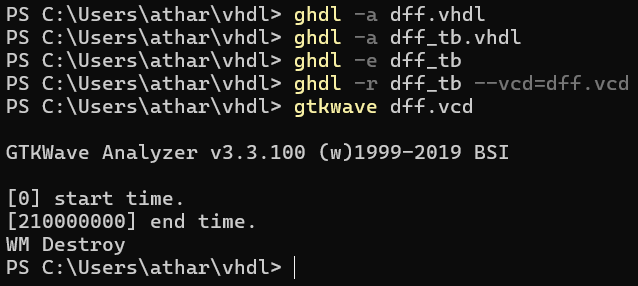 PS C:\Users\athar\vhdl> ghdl -a dff.vhdl
PS C:\Users\athar\vhdl> ghdl -a dff_tb.vhdl
PS C:\Users\athar\vhdl> ghdl -e dff_tb
PS C:\Users\athar\vhdl> ghdl -r dff_tb --vcd=dff.vcd
PS C:\Users\athar\vhdl> gtkwave dff.vcd
GTKWave Analyzer v3.3.100 (w)1999-2019 BSI
[0] start time.
[210000000] end time.
WM Destroy
PS C:\Users\athar\vhdl>